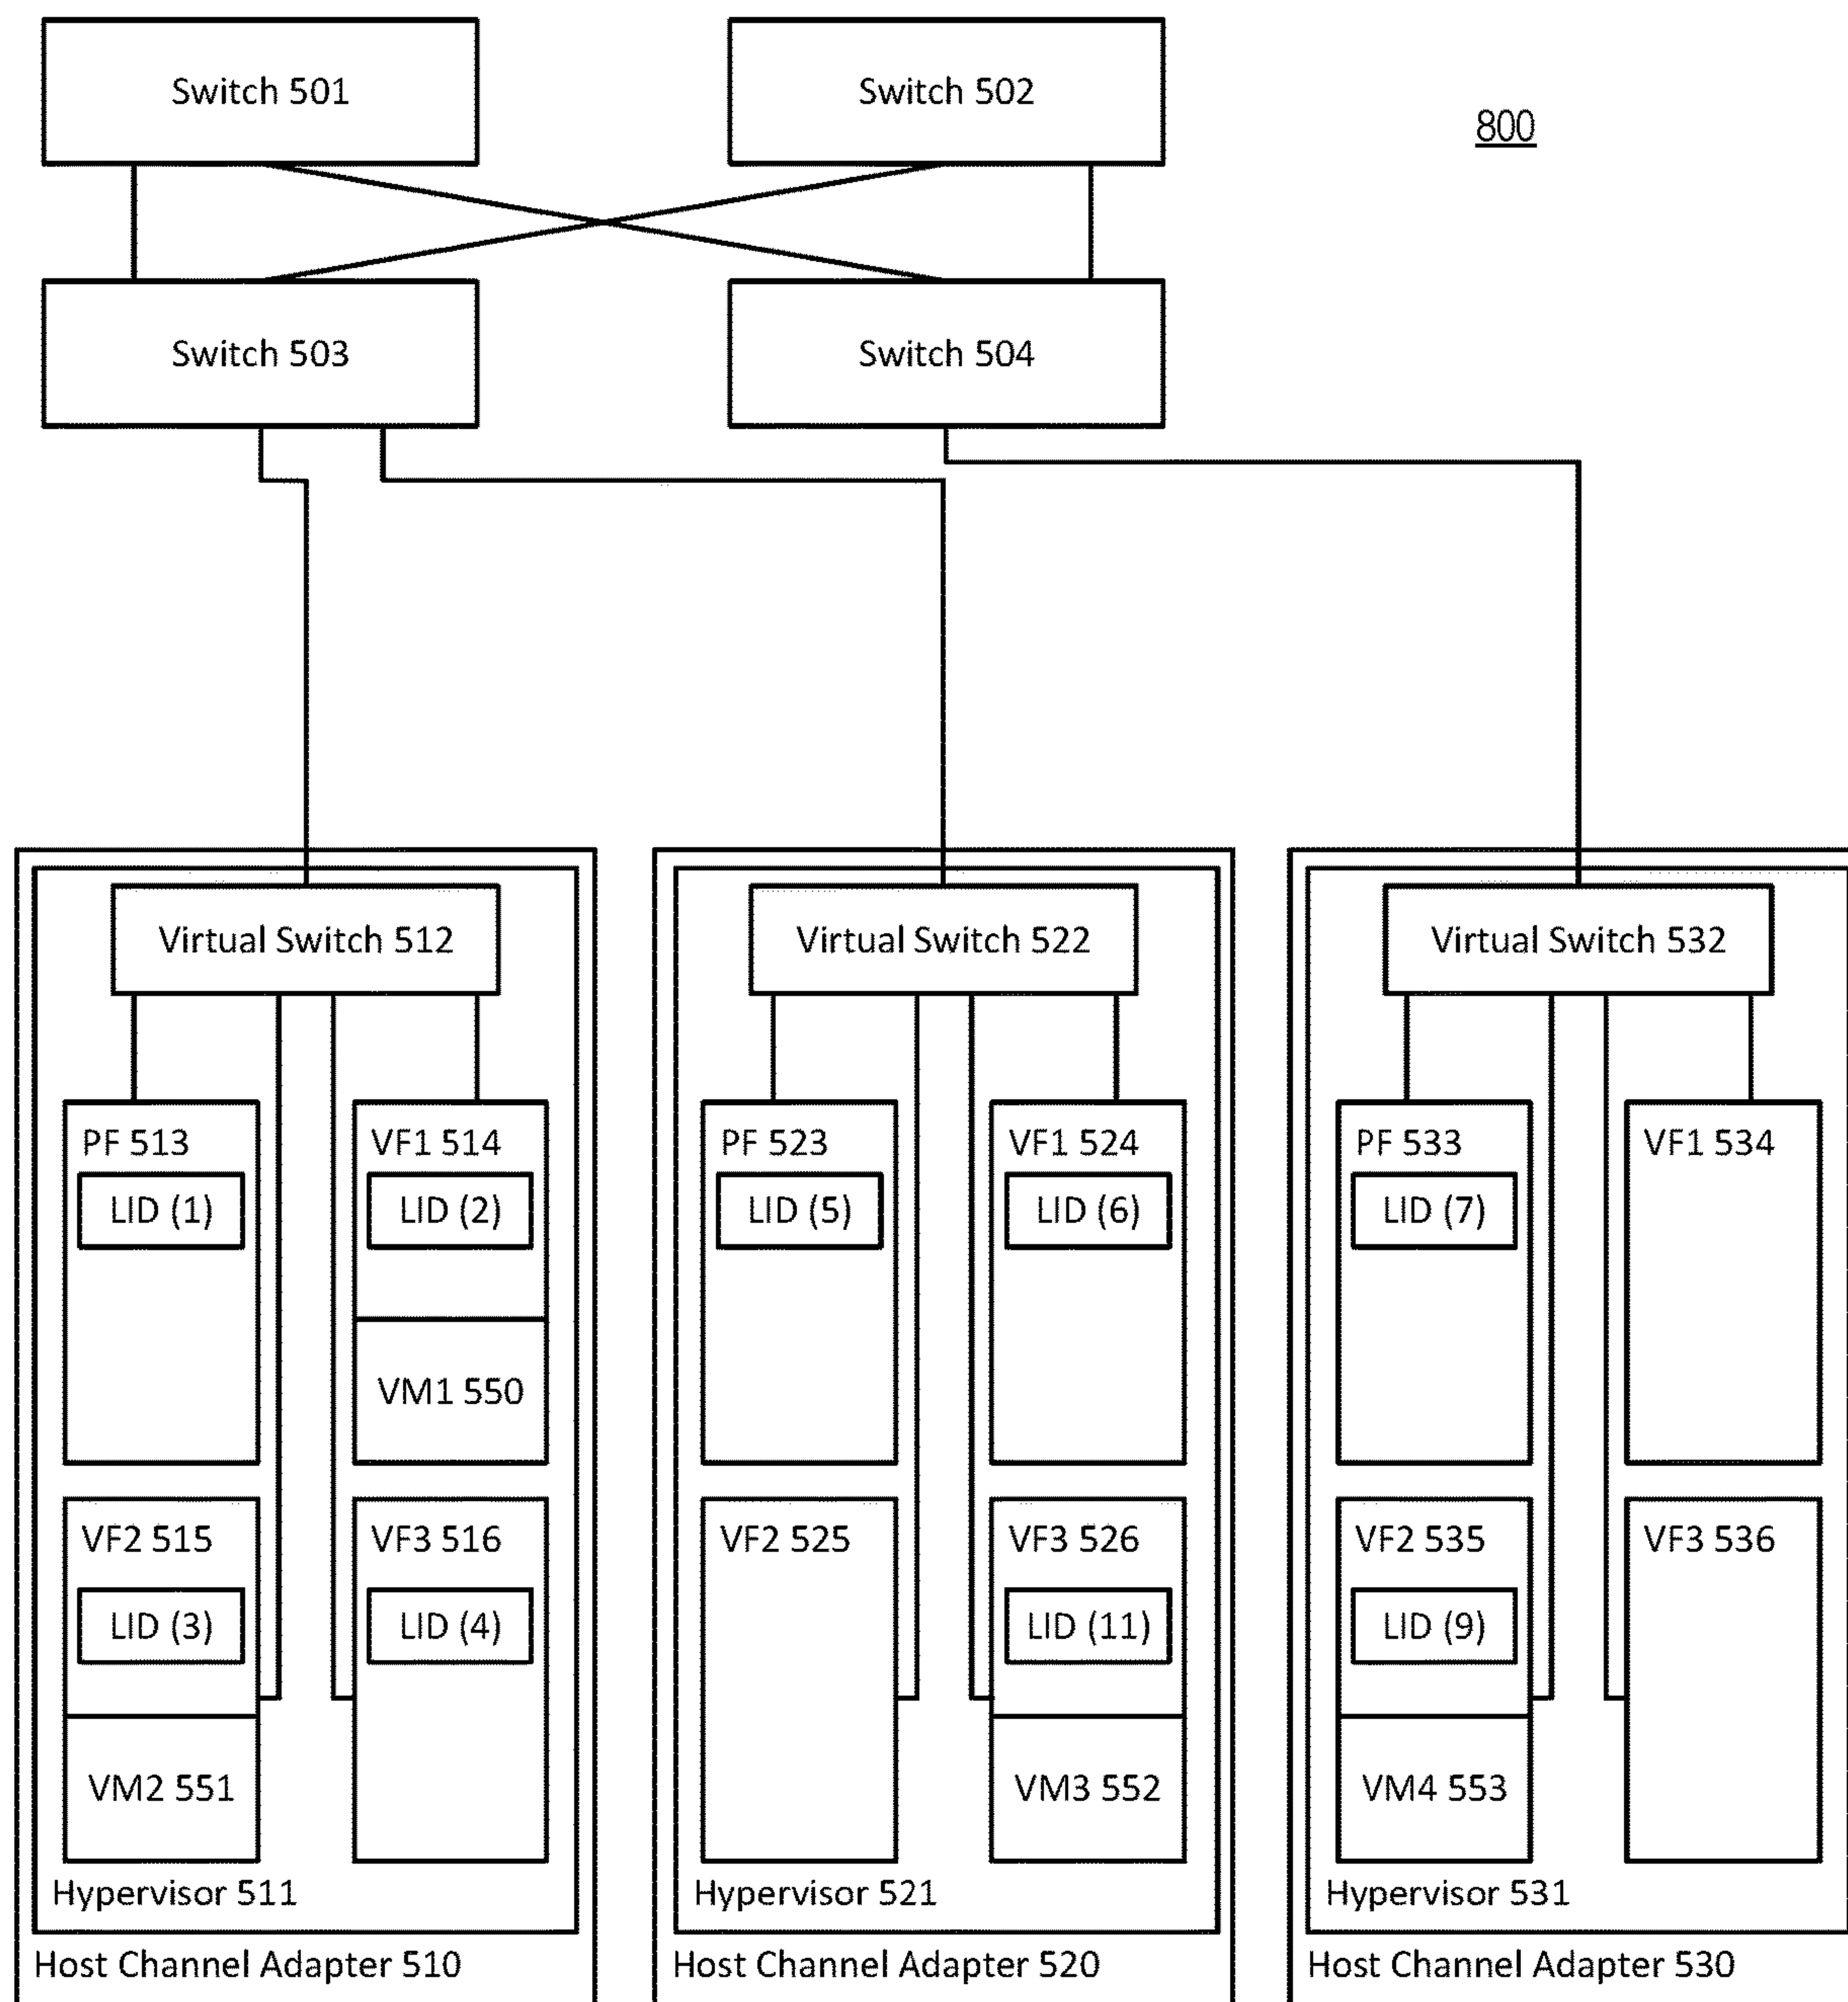 Switch 501
Switch 502
800
Switch 503
Switch 504
Virtual Switch 512
Virtual Switch 522
Virtual Switch 532
PF 513
LID (1)
VF1 514
LID (2)
VM1 550
PF 523
LID (5)
VF1 524
LID (6)
PF 533
LID (7)
VF1 534
VF2 515
LID (3)
VM2 551
VF3 516
LID (4)
VF2 525
VF3 526
LID (11)
VM3 552
VF2 535
LID (9)
VM4 553
VF3 536
Hypervisor 511
Hypervisor 521
Hypervisor 531
Host Channel Adapter 510
Host Channel Adapter 520
Host Channel Adapter 530